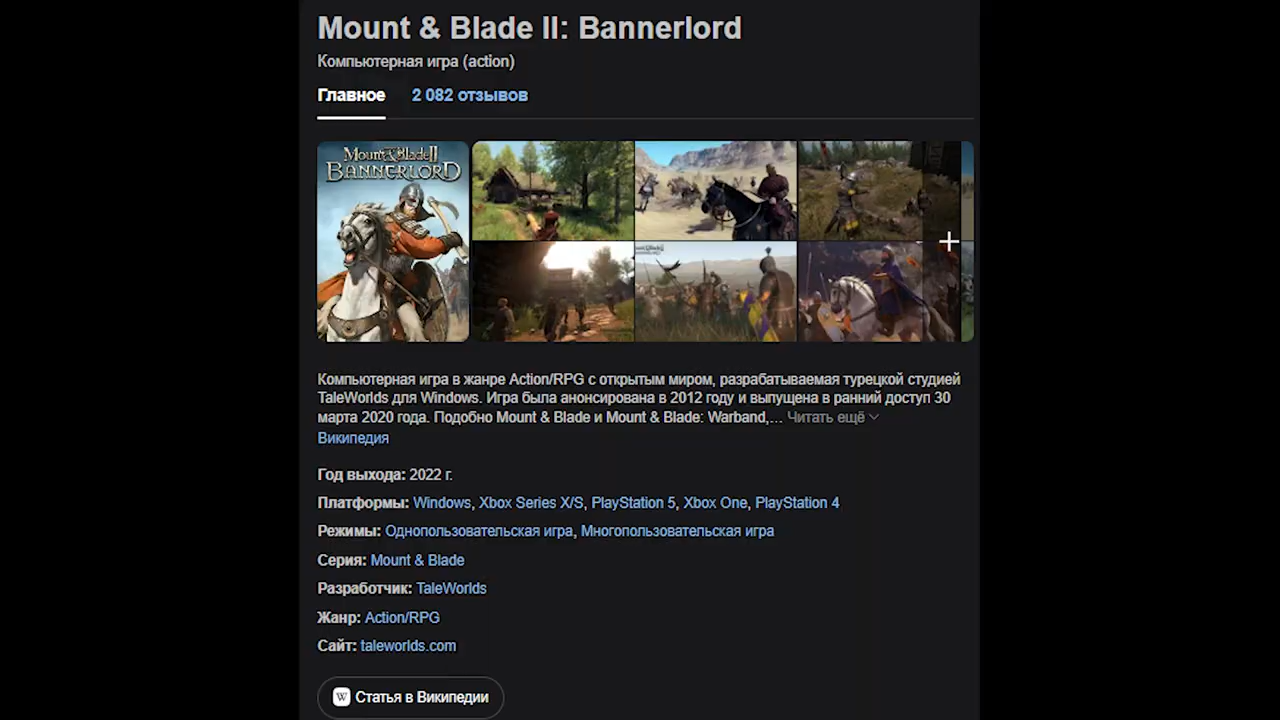 Mount & Blade II: Bannerlord
Компьютерная игра (action)
Главное 2 082 отзывов
Mount & Blade II
BANNERLORD
Компьютерная игра в жанре Action/RPG с открытым миром, разрабатываемая турецкой студией
TaleWorlds для Windows. Игра была анонсирована в 2012 году и выпущена в ранний доступ 30
марта 2020 года. Подобно Mount & Blade и Mount & Blade: Warband,... Читать ещё
Википедия
Год выхода: 2022 г.
Платформы: Windows, Xbox Series X/S, PlayStation 5, Xbox One, PlayStation 4
Режимы: Однопользовательская игра, Многопользовательская игра
Серия: Mount & Blade
Разработчик: TaleWorlds
Жанр: Action/RPG
Сайт: taleworlds.com
W Статья в Википедии